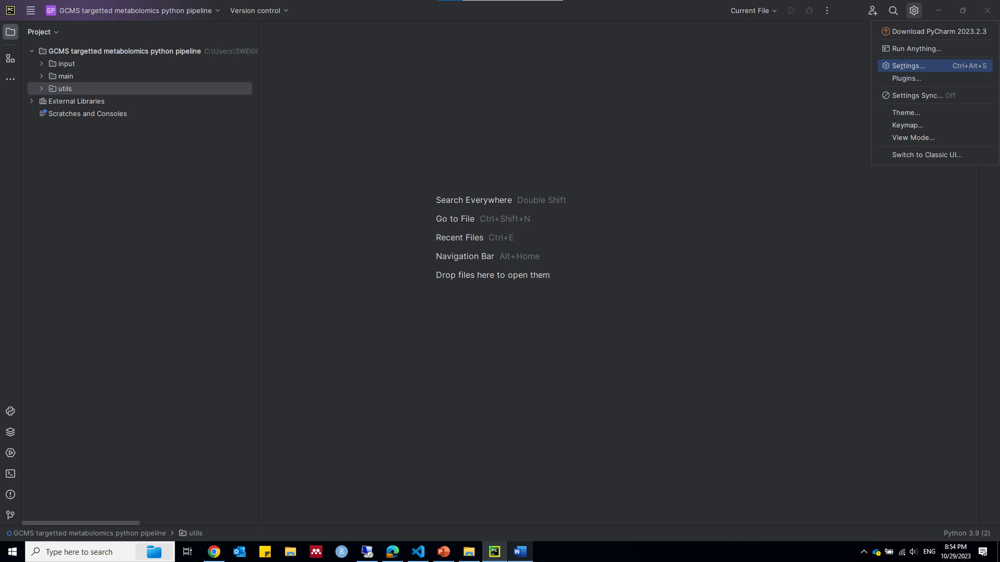 PC
GP GCMS targetted metabolomics python pipeline
Version control
Current File
Project
GCMS targetted metabolomics python pipeline C:\Users\SWEI00
input
main
utils
External Libraries
Scratches and Consoles
Download PyCharm 2023.2.3
Run Anything...
Settings... Ctrl+Alt+S
Plugins...
Settings Sync... Off
Theme...
Keymap...
View Mode...
Switch to Classic UI...
Search Everywhere Double Shift
Go to File Ctrl+Shift+N
Recent Files Ctrl+E
Navigation Bar Alt+Home
Drop files here to open them
GCMS targetted metabolomics python pipeline > utils
Python 3.9 (2)
Type here to search
R
P
PC
W
ENG
8:54 PM
10/29/2023